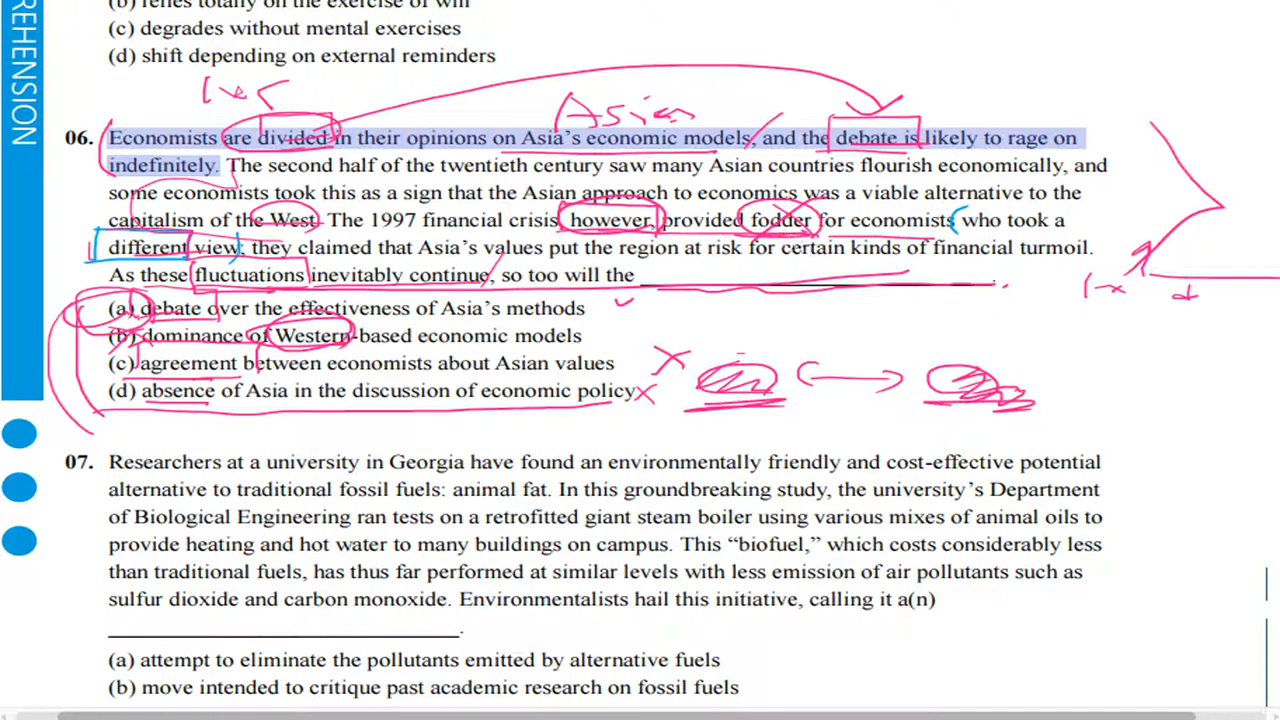 REHENSION
(b) relies totally on the exercise of will
(c) degrades without mental exercises
(d) shift depending on external reminders
Asian
06. Economists are divided in their opinions on Asia's economic models, and the debate is likely to rage on
indefinitely. The second half of the twentieth century saw many Asian countries flourish economically, and
some economists took this as a sign that the Asian approach to economics was a viable alternative to the
capitalism of the West. The 1997 financial crisis, however, provided fodder for economists who took a
different view; they claimed that Asia's values put the region at risk for certain kinds of financial turmoil.
As these fluctuations inevitably continue, so too will the ____________________.
(a) debate over the effectiveness of Asia's methods
(b) dominance of Western-based economic models
(c) agreement between economists about Asian values
(d) absence of Asia in the discussion of economic policy
07. Researchers at a university in Georgia have found an environmentally friendly and cost-effective potential
alternative to traditional fossil fuels: animal fat. In this groundbreaking study, the university's Department
of Biological Engineering ran tests on a retrofitted giant steam boiler using various mixes of animal oils to
provide heating and hot water to many buildings on campus. This “biofuel,” which costs considerably less
than traditional fuels, has thus far performed at similar levels with less emission of air pollutants such as
sulfur dioxide and carbon monoxide. Environmentalists hail this initiative, calling it a(n)
____________________.
(a) attempt to eliminate the pollutants emitted by alternative fuels
(b) move intended to critique past academic research on fossil fuels